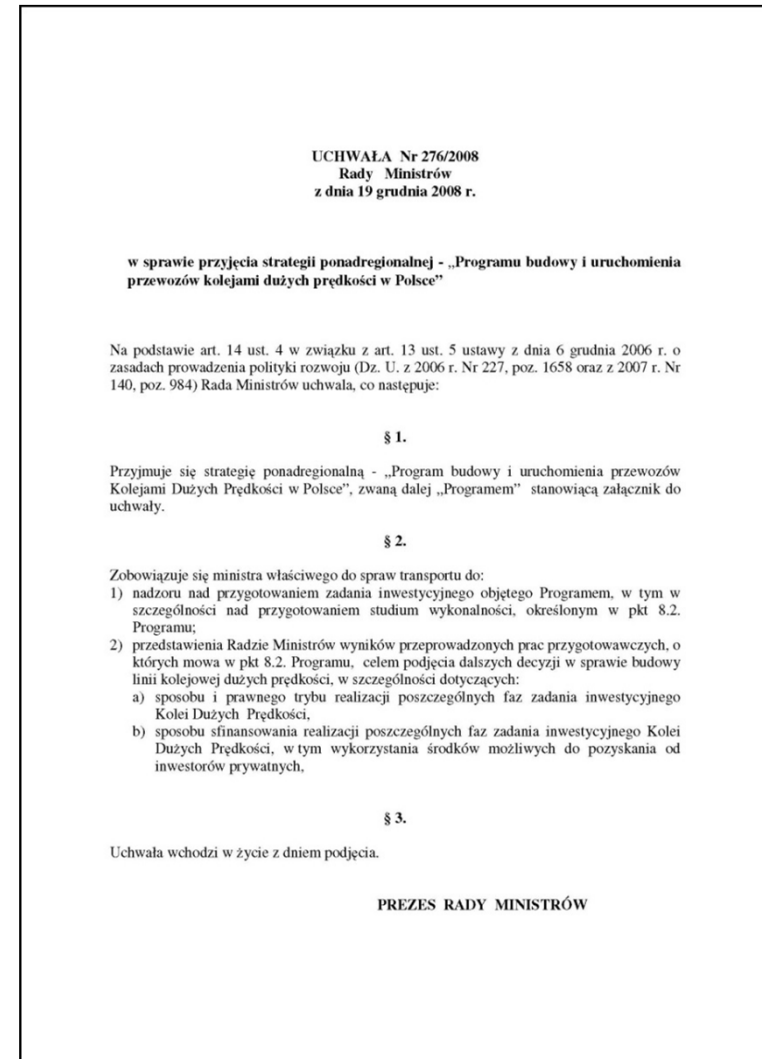 UCHWAŁA Nr 276/2008
Rady Ministrów
z dnia 19 grudnia 2008 r.
w sprawie przyjęcia strategii ponadregionalnej - „Programu budowy i uruchomienia
przewozów kolejami dużych prędkości w Polsce”
Na podstawie art. 14 ust. 4 w związku z art. 13 ust. 5 ustawy z dnia 6 grudnia 2006 r. o
zasadach prowadzenia polityki rozwoju (Dz. U. z 2006 r. Nr 227, poz. 1658 oraz z 2007 r. Nr
140, poz. 984) Rada Ministrów uchwala, co następuje:
§ 1.
Przyjmuje się strategię ponadregionalną - „Program budowy i uruchomienia przewozów
Kolejami Dużych Prędkości w Polsce”, zwaną dalej „Programem” stanowiącą załącznik do
uchwały.
§ 2.
Zobowiązuje się ministra właściwego do spraw transportu do:
1) nadzoru nad przygotowaniem zadania inwestycyjnego objętego Programem, w tym w
szczególności nad przygotowaniem studium wykonalności, określonym w pkt 8.2.
Programu;
2) przedstawienia Radzie Ministrów wyników przeprowadzonych prac przygotowawczych, o
których mowa w pkt 8.2. Programu, celem podjęcia dalszych decyzji w sprawie budowy
linii kolejowej dużych prędkości, w szczególności dotyczących:
a) sposobu i prawnego trybu realizacji poszczególnych faz zadania inwestycyjnego
Kolei Dużych Prędkości,
b) sposobu sfinansowania realizacji poszczególnych faz zadania inwestycyjnego Kolei
Dużych Prędkości, w tym wykorzystania środków możliwych do pozyskania od
inwestorów prywatnych,
§ 3.
Uchwała wchodzi w życie z dniem podjęcia.
PREZES RADY MINISTRÓW